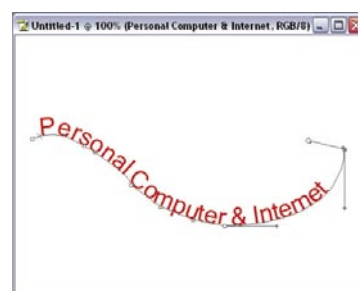 Untitled-1 @ 100% (Personal Computer & Internet, RGB/8)
Personal Computer & Internet